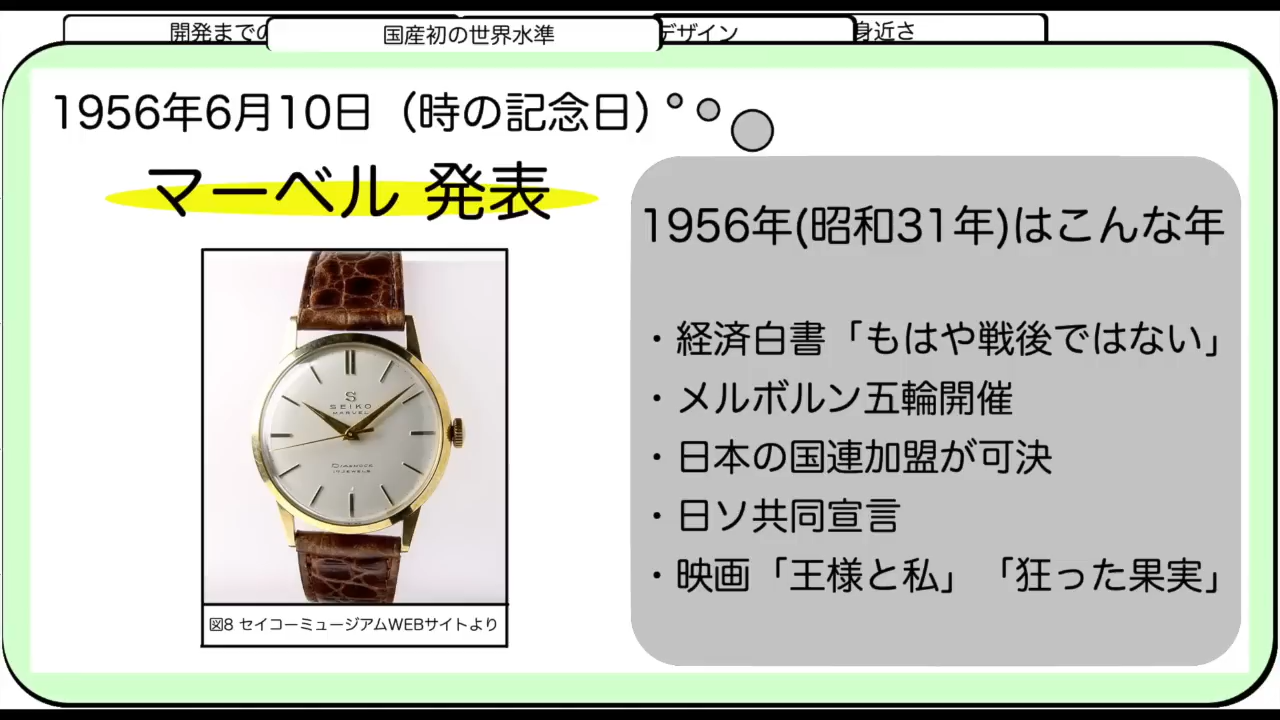 開発までの
国産初の世界水準
デザイン
身近さ
1956年6月10日（時の記念日）
マーベル 発表
S
SEIKO
MARVEL
図8 セイコーミュージアムWEBサイトより
1956年(昭和31年)はこんな年
・経済白書「もはや戦後ではない」
・メルボルン五輪開催
・日本の国連加盟が可決
・日ソ共同宣言
・映画「王様と私」「狂った果実」